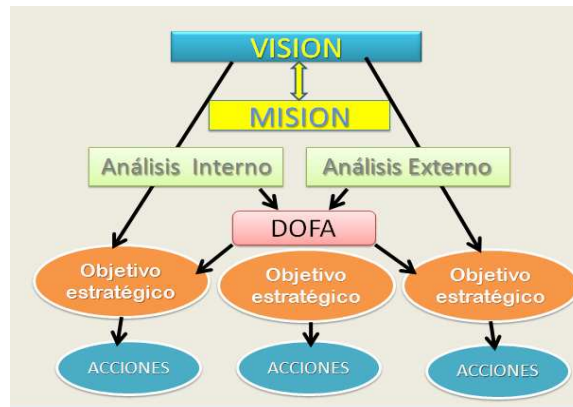 VISION
MISION
Análisis Interno
Análisis Externo
DOFA
Objetivo
estratégico
Objetivo
estratégico
Objetivo
estratégico
ACCIONES
ACCIONES
ACCIONES